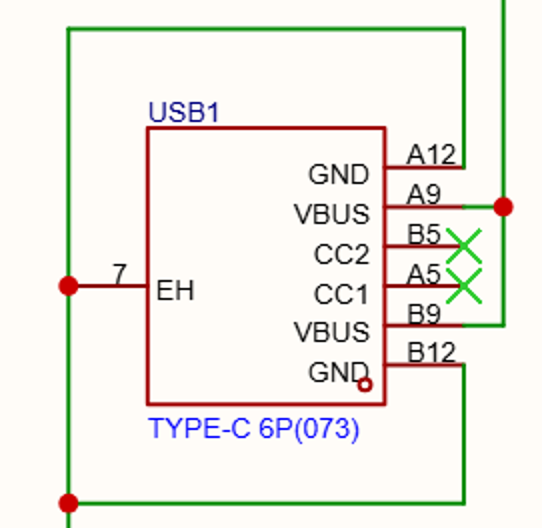 USB1
GND A12
VBUS A9
CC2 B5
7 EH CC1 A5
VBUS B9
GND B12
TYPE-C 6P(073)